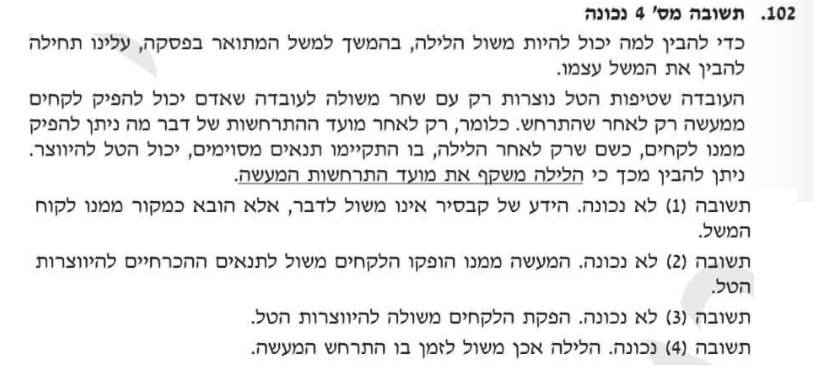 102. תשובה מס' 4 נכונה
כדי להבין למה יכול להיות משול הלילה, בהמשך למשל המתואר בפסקה, עלינו תחילה
להבין את המשל עצמו.
העובדה שטיפות הטל נוצרות רק עם שחר משולה לעובדה שאדם יכול להפיק לקחים
ממעשה רק לאחר שהתרחש. כלומר, רק לאחר מועד ההתרחשות של דבר מה ניתן להפיק
ממנו לקחים, כשם שרק לאחר הלילה, בו התקיימו תנאים מסוימים, יכול הטל להיווצר.
ניתן להבין מכך כי הלילה משקף את מועד התרחשות המעשה.
תשובה (1) לא נכונה. הידע של קבסיר אינו משול לדבר, אלא הובא כמקור ממנו לקוח
המשל.
תשובה (2) לא נכונה. המעשה ממנו הופקו הלקחים משול לתנאים ההכרחיים להיווצרות
הטל.
תשובה (3) לא נכונה. הפקת הלקחים משולה להיווצרות הטל.
תשובה (4) נכונה. הלילה אכן משול לזמן בו התרחש המעשה.